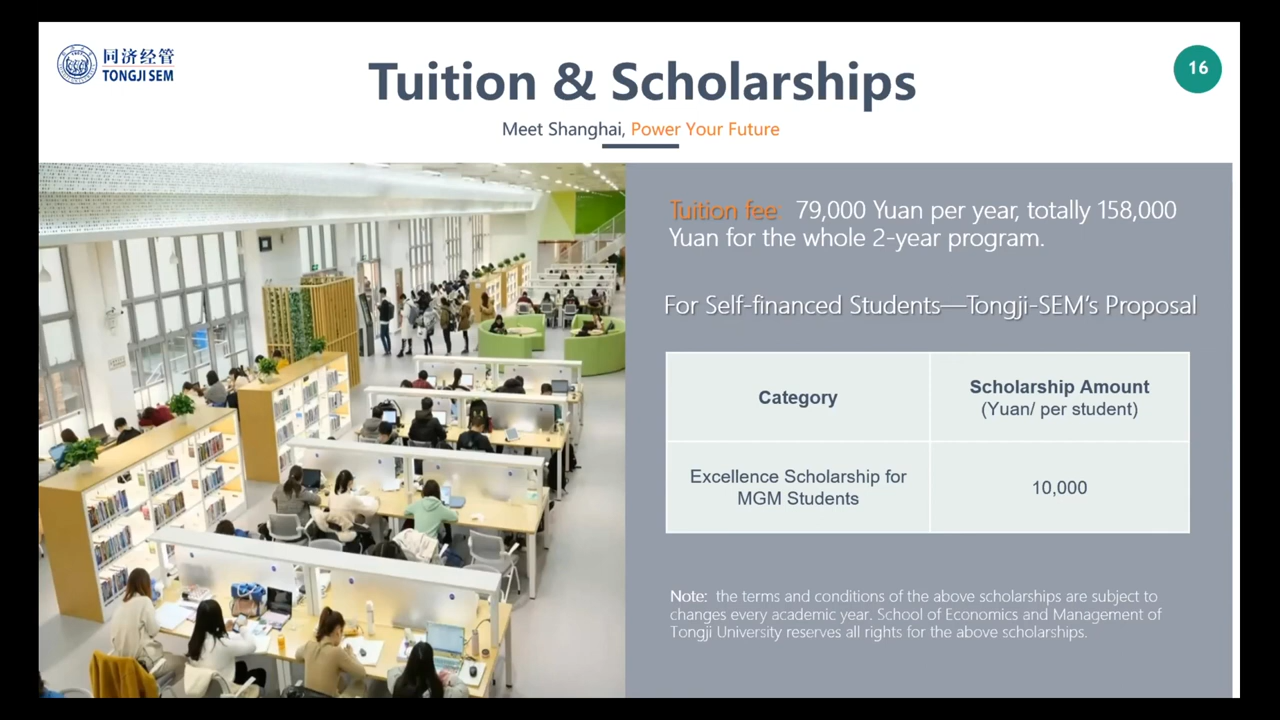 同济经管
TONGJI SEM
Tuition & Scholarships
16
Meet Shanghai, Power Your Future
Tuition fee: 79,000 Yuan per year, totally 158,000
Yuan for the whole 2-year program.
For Self-financed Students—Tongji-SEM's Proposal
Category
Scholarship Amount
(Yuan/ per student)
Excellence Scholarship for
MGM Students
10,000
Note: the terms and conditions of the above scholarships are subject to
changes every academic year. School of Economics and Management of
Tongji University reserves all rights for the above scholarships.